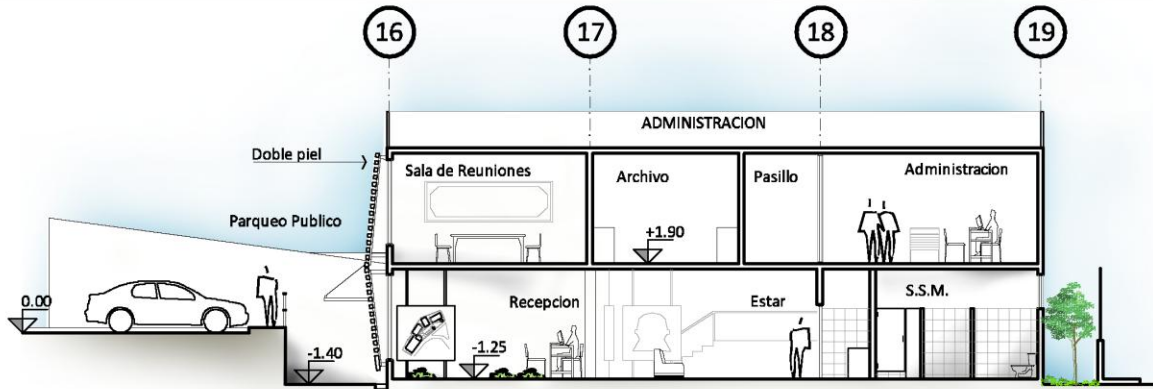 16 17 18 19
ADMINISTRACION
Doble piel
Sala de Reuniones
Archivo
Pasillo
Administracion
Parqueo Publico
+1.90
0.00
Recepcion
Estar
S.S.M.
-1.40
-1.25